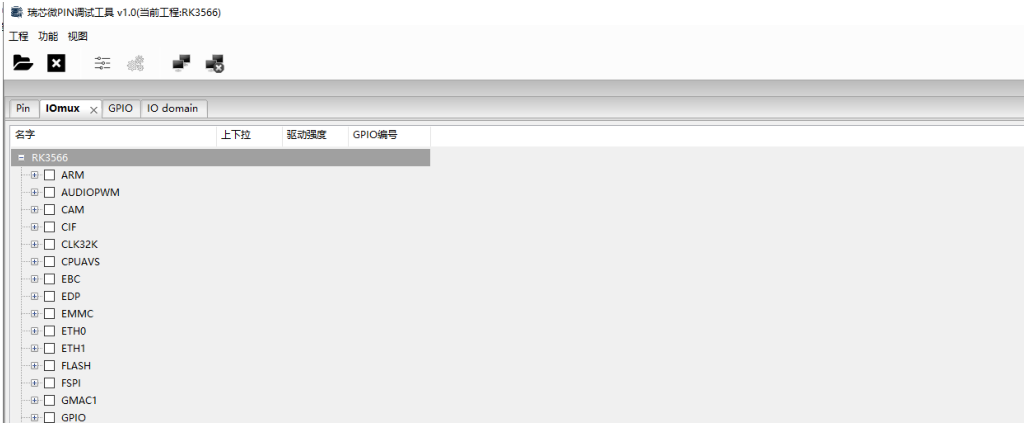 瑞芯微PIN调试工具 v1.0(当前工程:RK3566)
工程 功能 视图
Pin IOmux GPIO IO domain
名字 上下拉 驱动强度 GPIO编号
RK3566
ARM
AUDIOPWM
CAM
CIF
CLK32K
CPUAVS
EBC
EDP
EMMC
ETH0
ETH1
FLASH
FSPI
GMAC1
GPIO